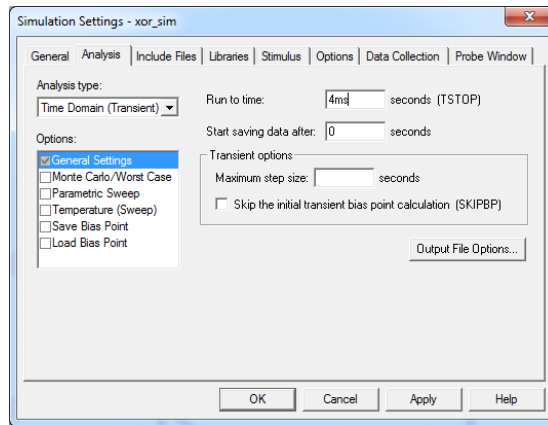 Simulation Settings - xor_sim
General Analysis Include Files Libraries Stimulus Options Data Collection Probe Window
Analysis type:
Time Domain (Transient)
Options:
General Settings
Monte Carlo/Worst Case
Parametric Sweep
Temperature (Sweep)
Save Bias Point
Load Bias Point
Run to time: 4ms seconds (TSTOP)
Start saving data after: 0 seconds
Transient options
Maximum step size: seconds
Skip the initial transient bias point calculation (SKIPBP)
Output File Options...
OK Cancel Apply Help